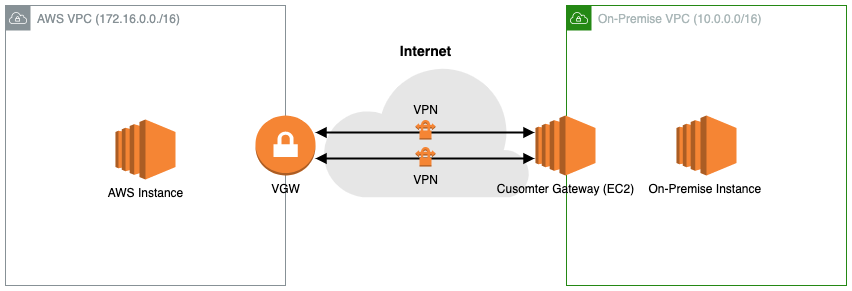 AWS VPC (172.16.0.0./16)
On-Premise VPC (10.0.0.0/16)
Internet
VPN
VPN
AWS Instance
VGW
Cusomter Gateway (EC2)
On-Premise Instance